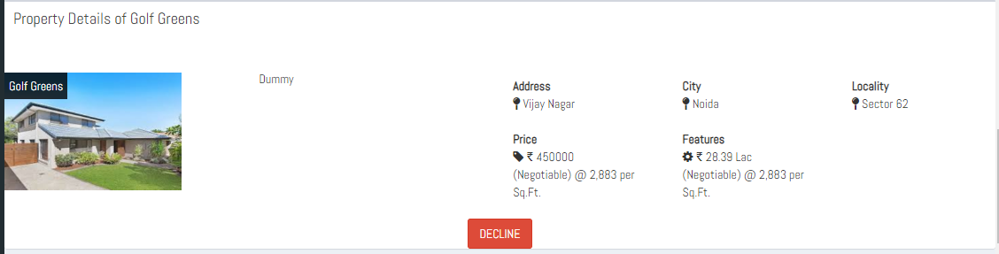 Property Details of Golf Greens
Golf Greens
Dummy
Address
Vijay Nagar
City
Noida
Locality
Sector 62
Price
₹ 450000
(Negotiable) @ 2,883 per
Sq.Ft.
Features
₹ 28.39 Lac
(Negotiable) @ 2,883 per
Sq.Ft.
DECLINE